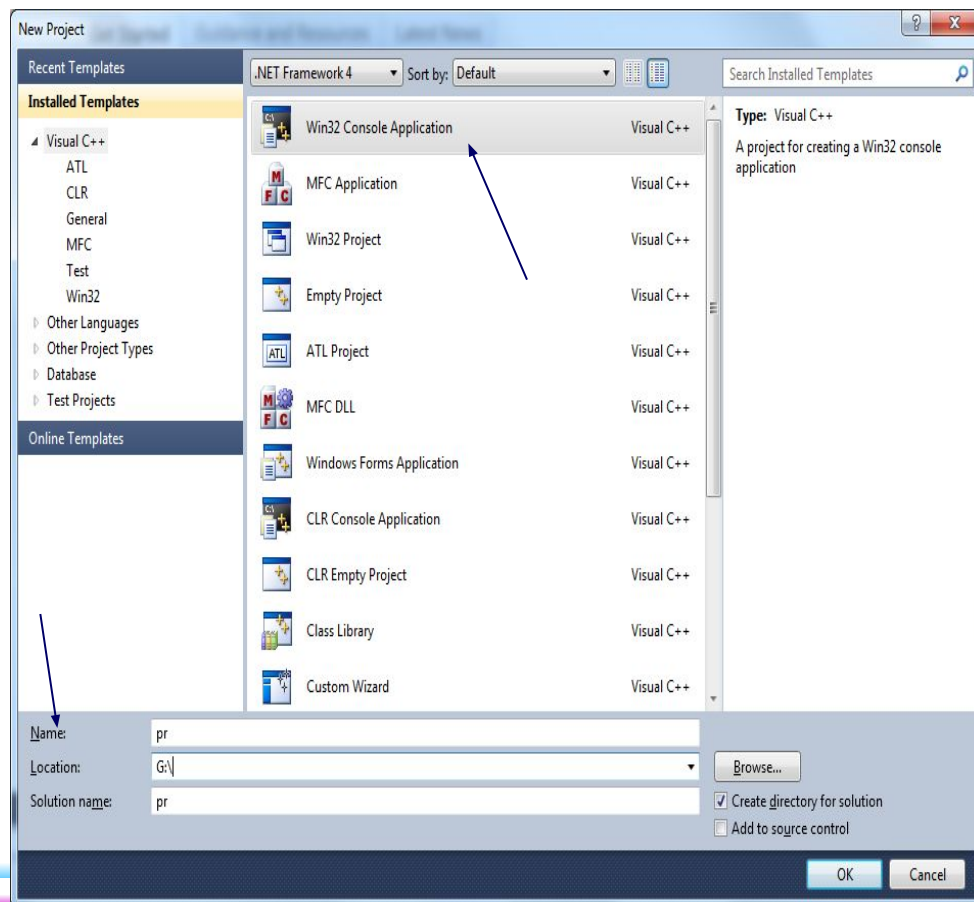 New Project
Recent Templates
Installed Templates
Visual C++
ATL
CLR
General
MFC
Test
Win32
Other Languages
Other Project Types
Database
Test Projects
Online Templates
.NET Framework 4 Sort by: Default
Win32 Console Application Visual C++
MFC Application Visual C++
Win32 Project Visual C++
Empty Project Visual C++
ATL Project Visual C++
MFC DLL Visual C++
Windows Forms Application Visual C++
CLR Console Application Visual C++
CLR Empty Project Visual C++
Class Library Visual C++
Custom Wizard Visual C++
Search Installed Templates
Type: Visual C++
A project for creating a Win32 console
application
Name: pr
Location: G:\
Browse...
Solution name: pr
Create directory for solution
Add to source control
OK Cancel